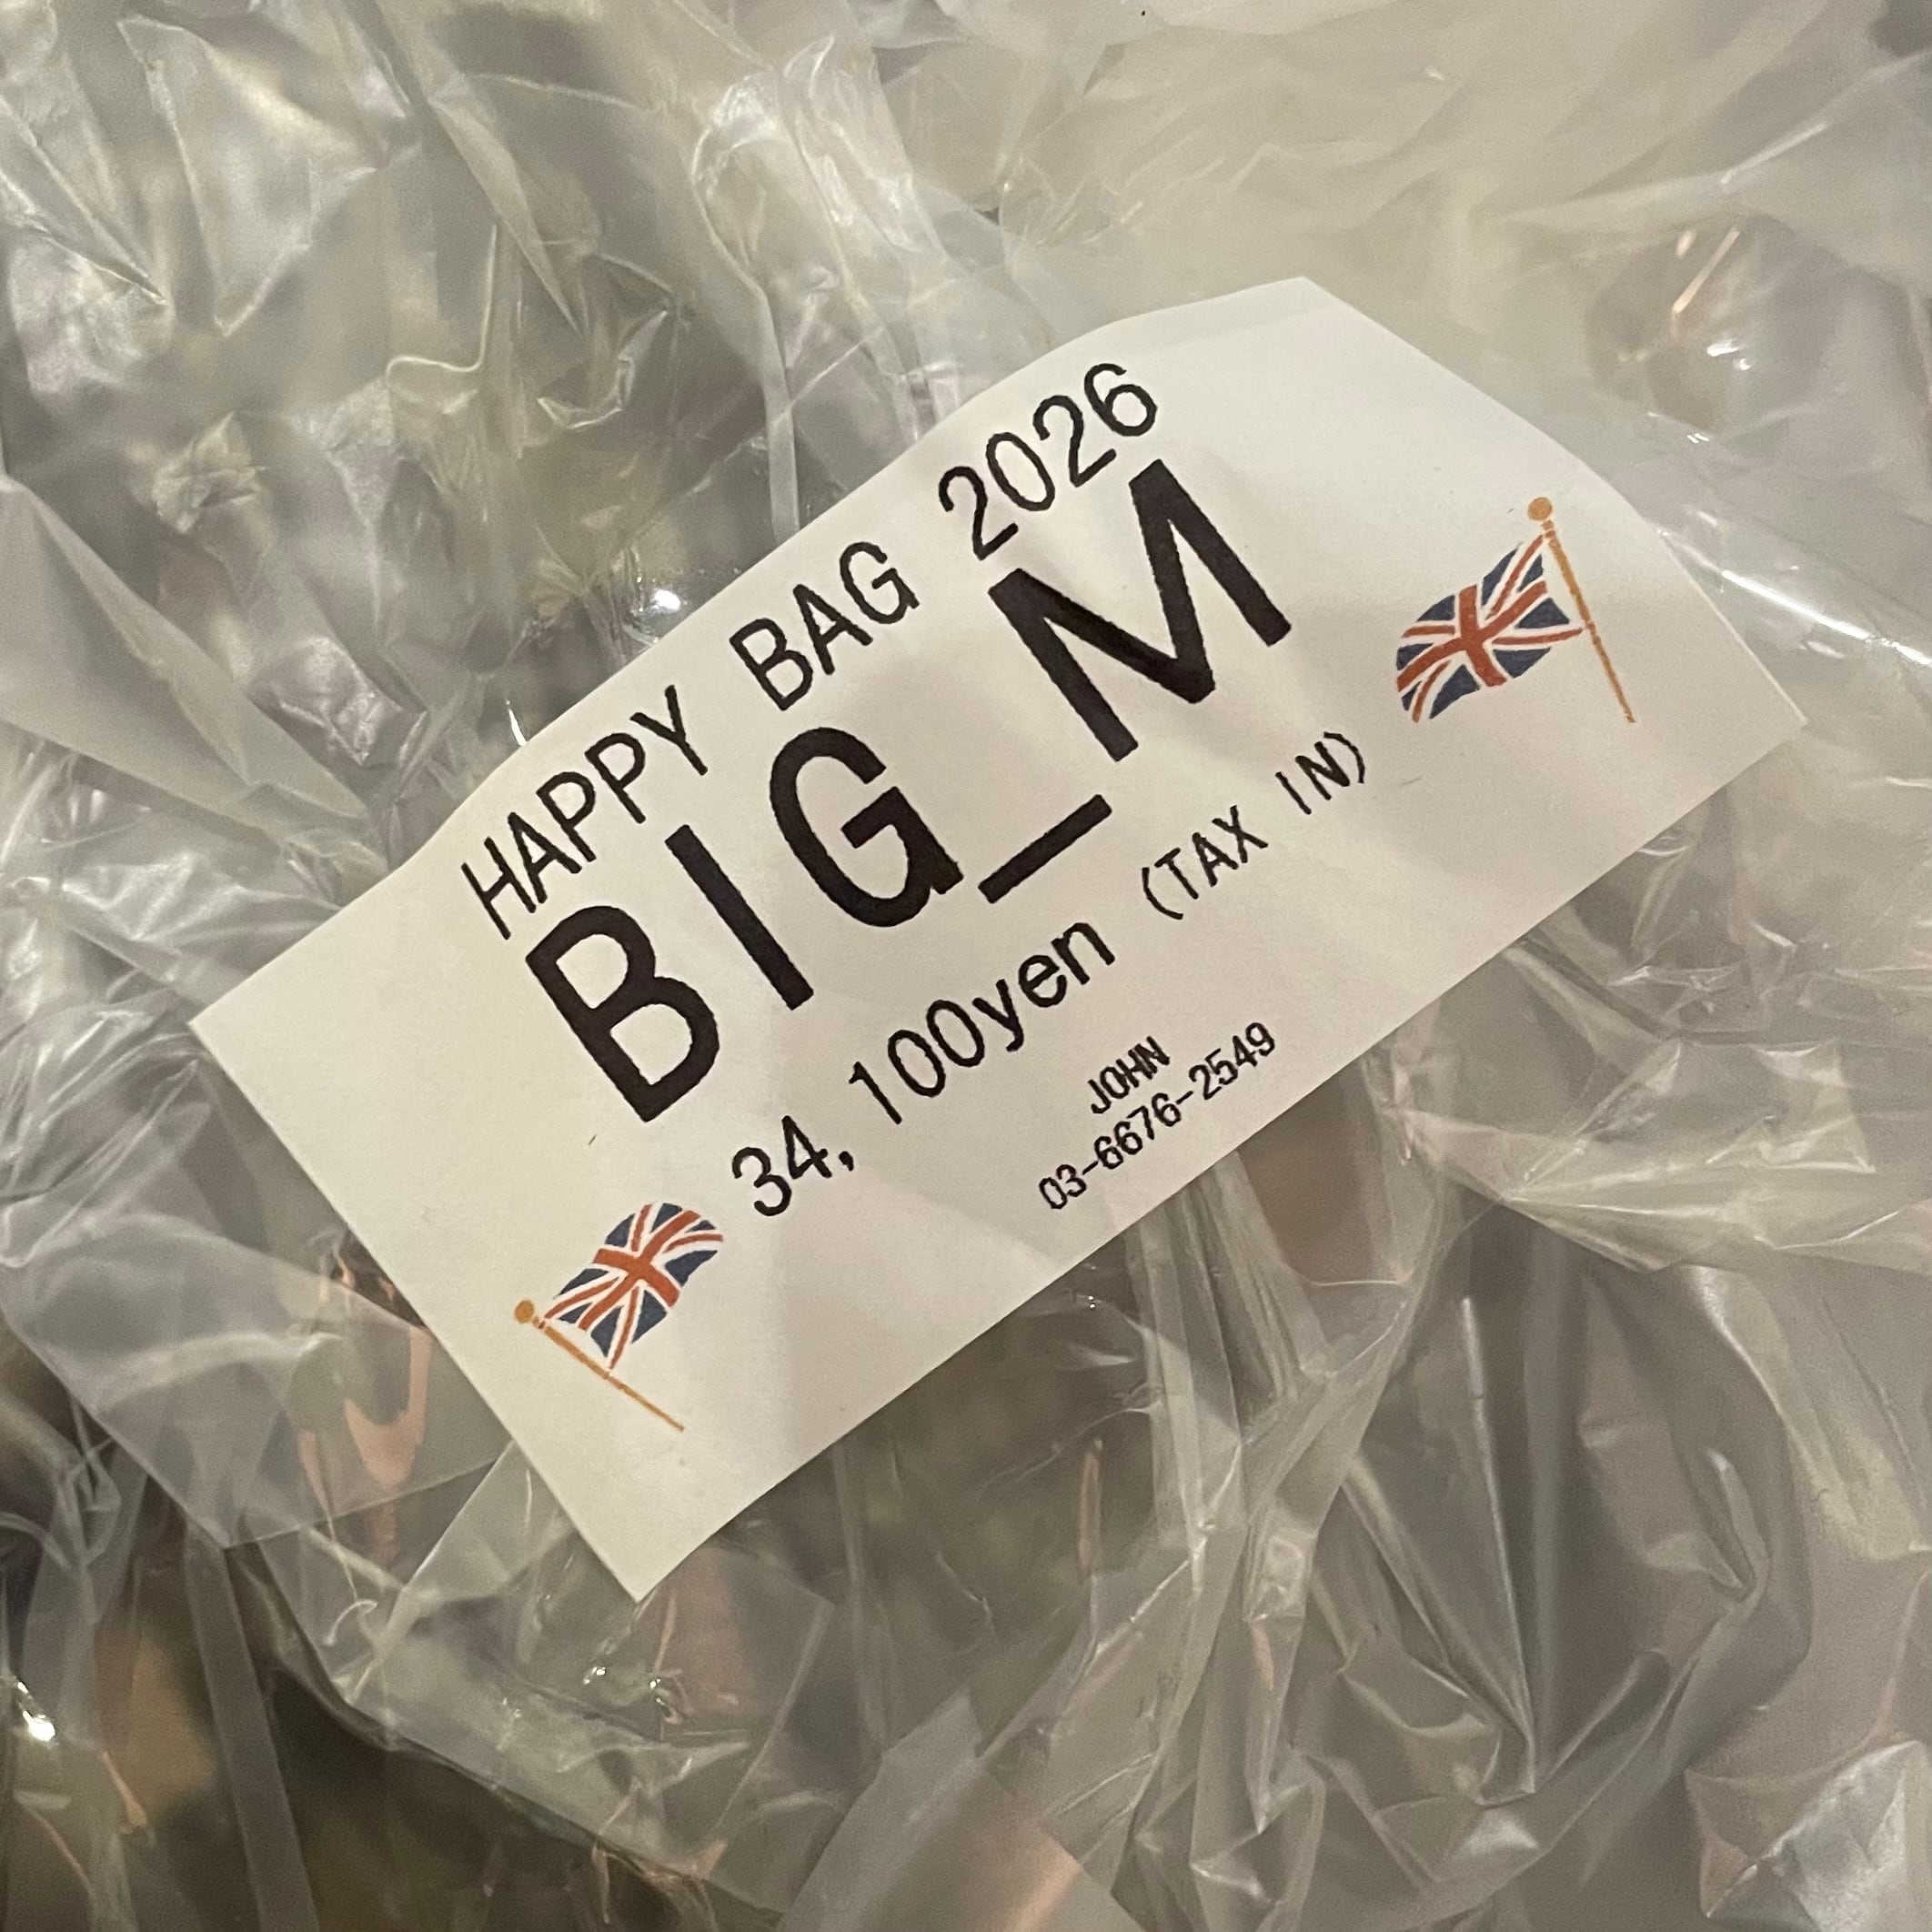 HAPPY BAG 2026
BIG_M
34,100yen (TAX IN)
JOHN
03-6676-2549